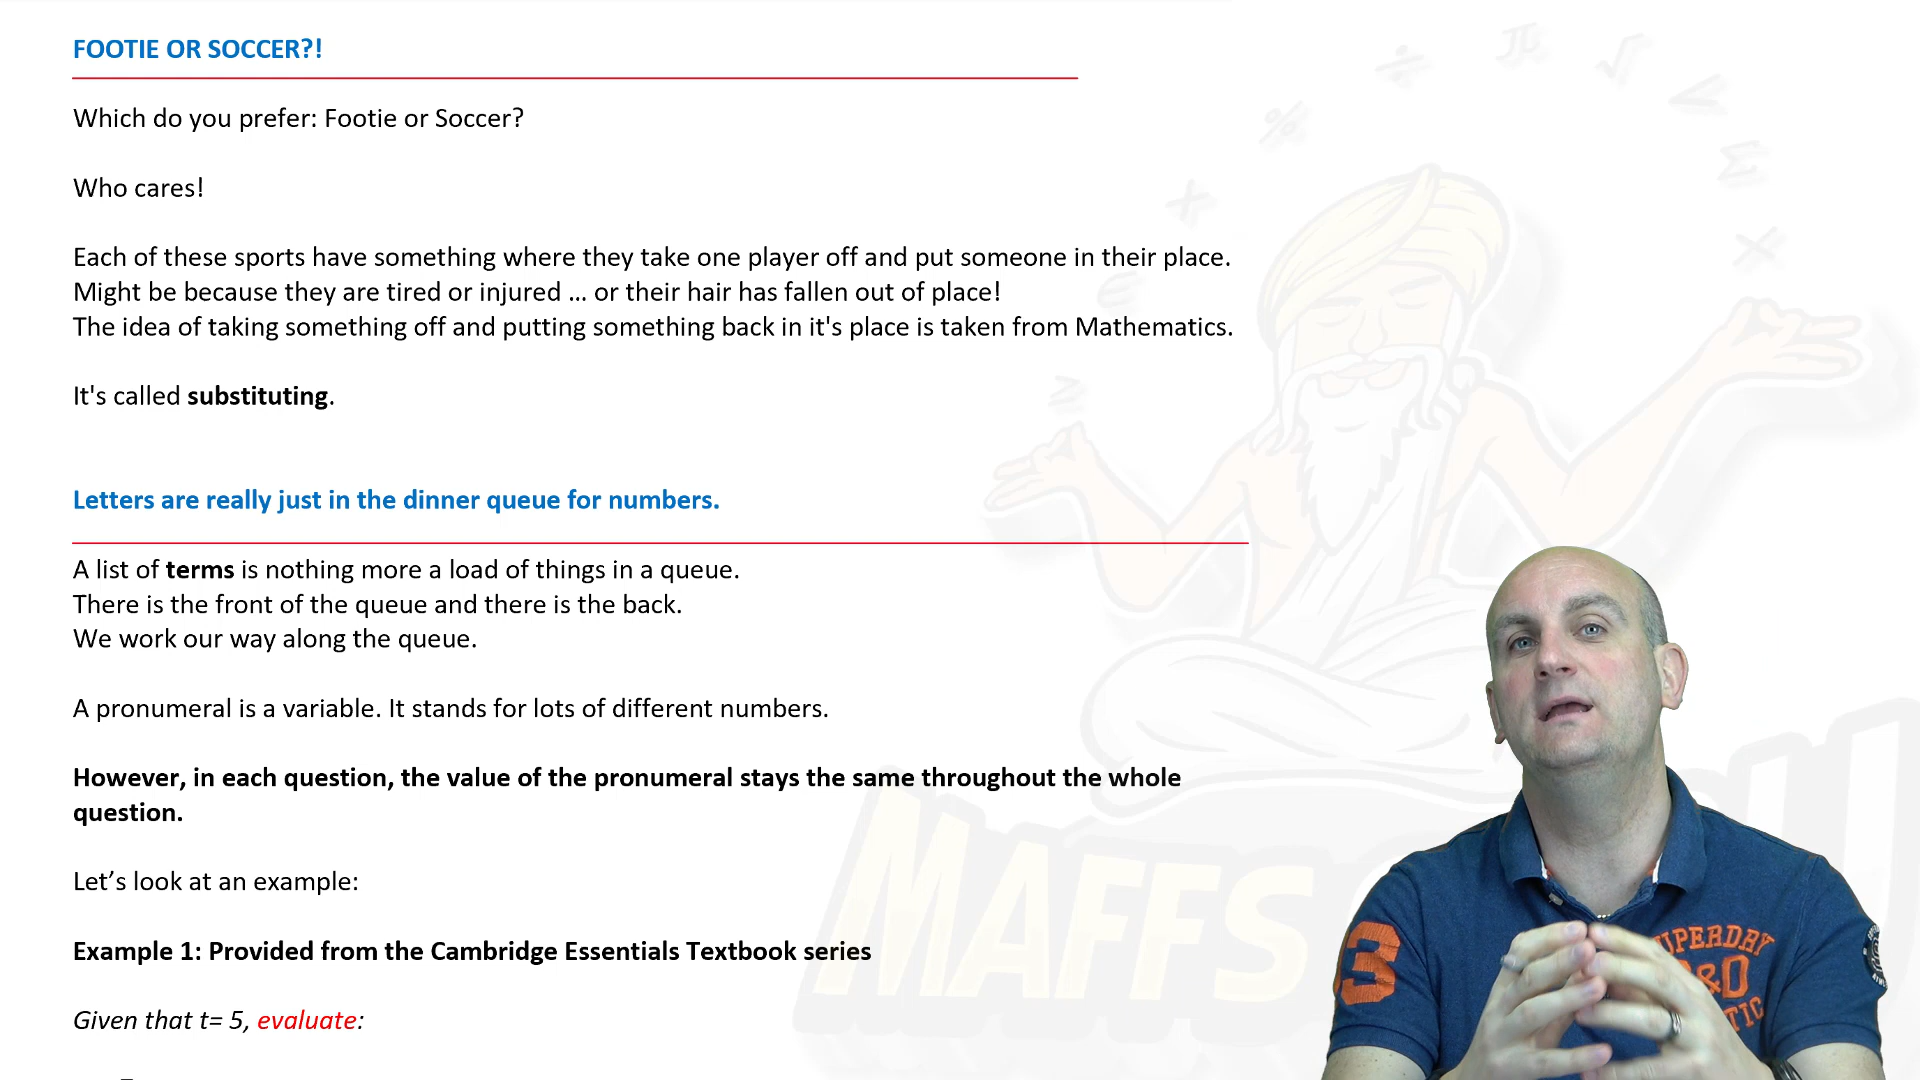 FOOTIE OR SOCCER?!
Which do you prefer: Footie or Soccer?
Who cares!
Each of these sports have something where they take one player off and put someone in their place.
Might be because they are tired or injured ... or their hair has fallen out of place!
The idea of taking something off and putting something back in it's place is taken from Mathematics.
It's called substituting.
Letters are really just in the dinner queue for numbers.
A list of terms is nothing more a load of things in a queue.
There is the front of the queue and there is the back.
We work our way along the queue.
A pronumeral is a variable. It stands for lots of different numbers.
However, in each question, the value of the pronumeral stays the same throughout the whole
question.
Let’s look at an example:
Example 1: Provided from the Cambridge Essentials Textbook series
Given that t= 5, evaluate:
MAFFS
3
SUPERDRY